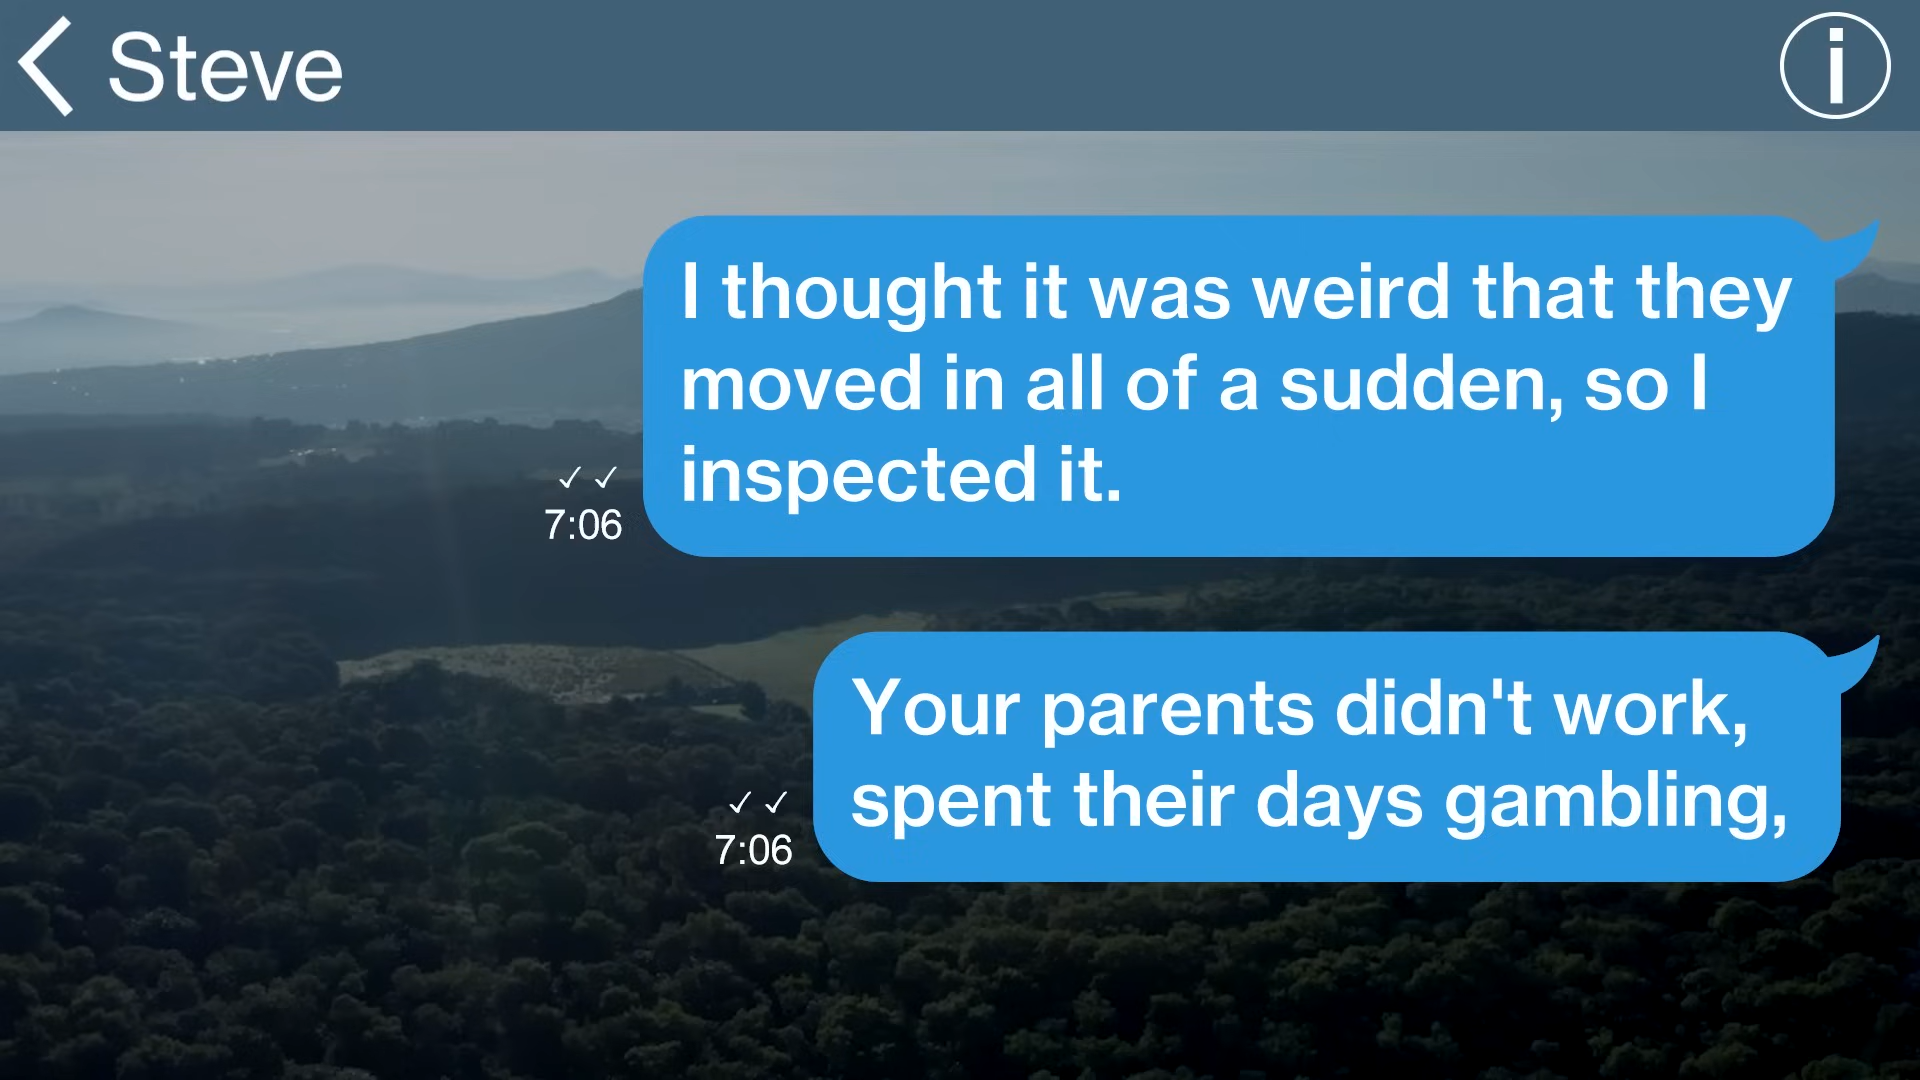 Steve
I thought it was weird that they
moved in all of a sudden, so I
inspected it.
✓ ✓
7:06
Your parents didn't work,
spent their days gambling,
✓ ✓
7:06